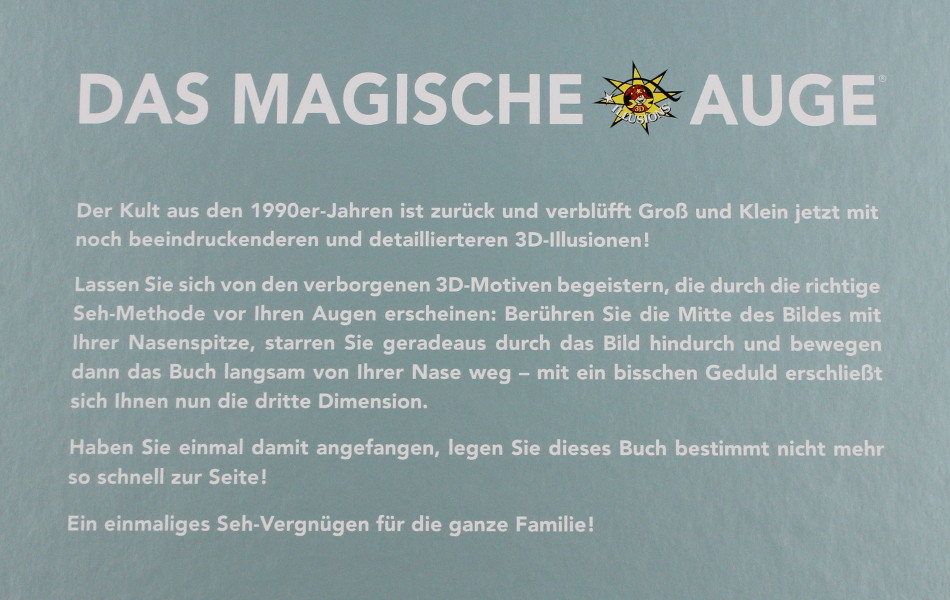 DAS MAGISCHE 3D ILLUSIONS AUGE®
Der Kult aus den 1990er-Jahren ist zurück und verblüfft Groß und Klein jetzt mit
noch beeindruckenderen und detaillierteren 3D-Illusionen!
Lassen Sie sich von den verborgenen 3D-Motiven begeistern, die durch die richtige
Seh-Methode vor Ihren Augen erscheinen: Berühren Sie die Mitte des Bildes mit
Ihrer Nasenspitze, starren Sie geradeaus durch das Bild hindurch und bewegen
dann das Buch langsam von Ihrer Nase weg – mit ein bisschen Geduld erschließt
sich Ihnen nun die dritte Dimension.
Haben Sie einmal damit angefangen, legen Sie dieses Buch bestimmt nicht mehr
so schnell zur Seite!
Ein einmaliges Seh-Vergnügen für die ganze Familie!